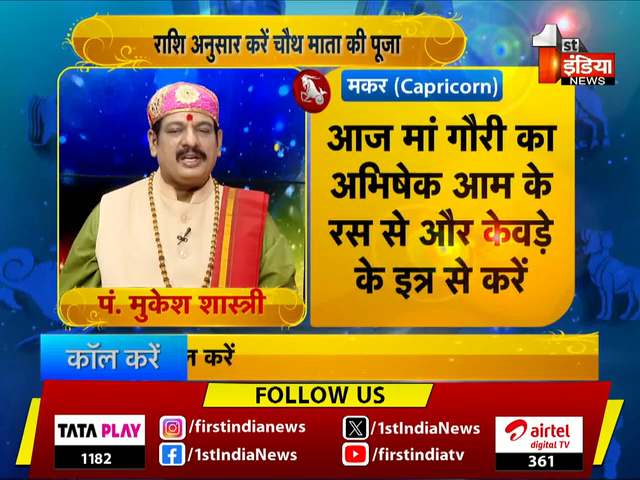 राशि अनुसार करें चौथ माता की पूजा
1st
इंडिया
NEWS
मकर (Capricorn)
आज मां गौरी का
अभिषेक आम के
रस से और केवड़े
के इत्र से करें
पं. मुकेश शास्त्री
कॉल करें
करें
FOLLOW US
TATA PLAY
1182
/firstindianews
/1stIndiaNews
/1stIndiaNews
/firstindiatv
airtel
digital TV
361